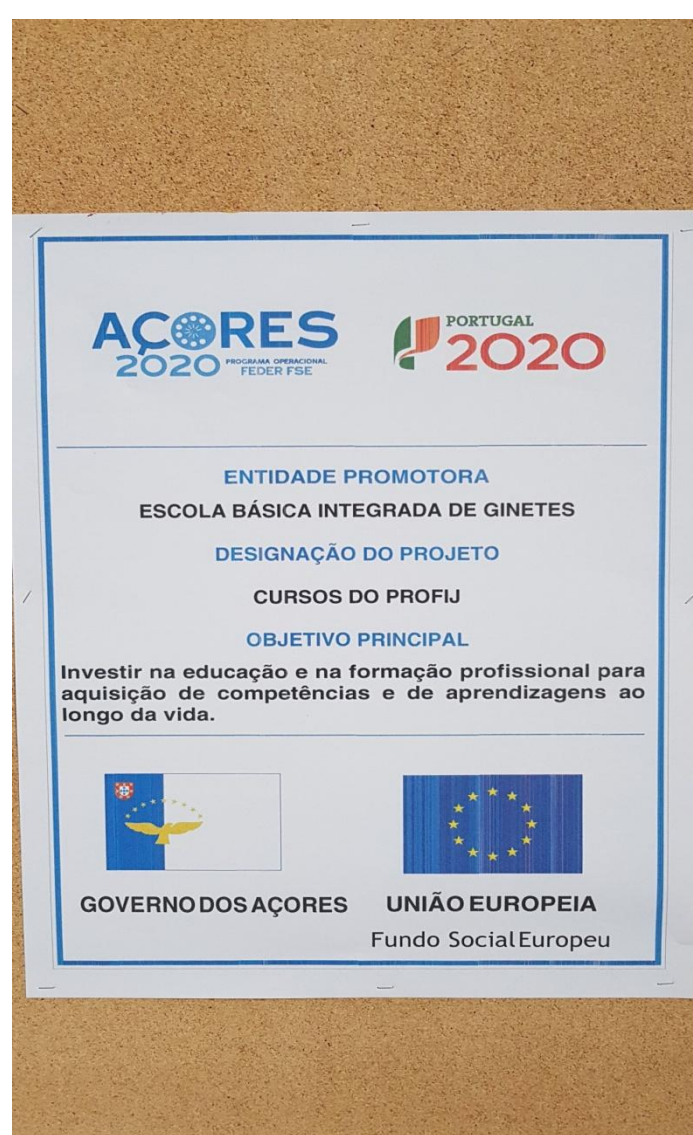 AÇORES
2020 PROGRAMA OPERACIONAL
FEDER FSE
PORTUGAL
2020
ENTIDADE PROMOTORA
ESCOLA BÁSICA INTEGRADA DE GINETES
DESIGNAÇÃO DO PROJETO
CURSOS DO PROFIJ
OBJETIVO PRINCIPAL
Investir na educação e na formação profissional para
aquisição de competências e de aprendizagens ao
longo da vida.
GOVERNO DOS AÇORES
UNIÃO EUROPEIA
Fundo Social Europeu